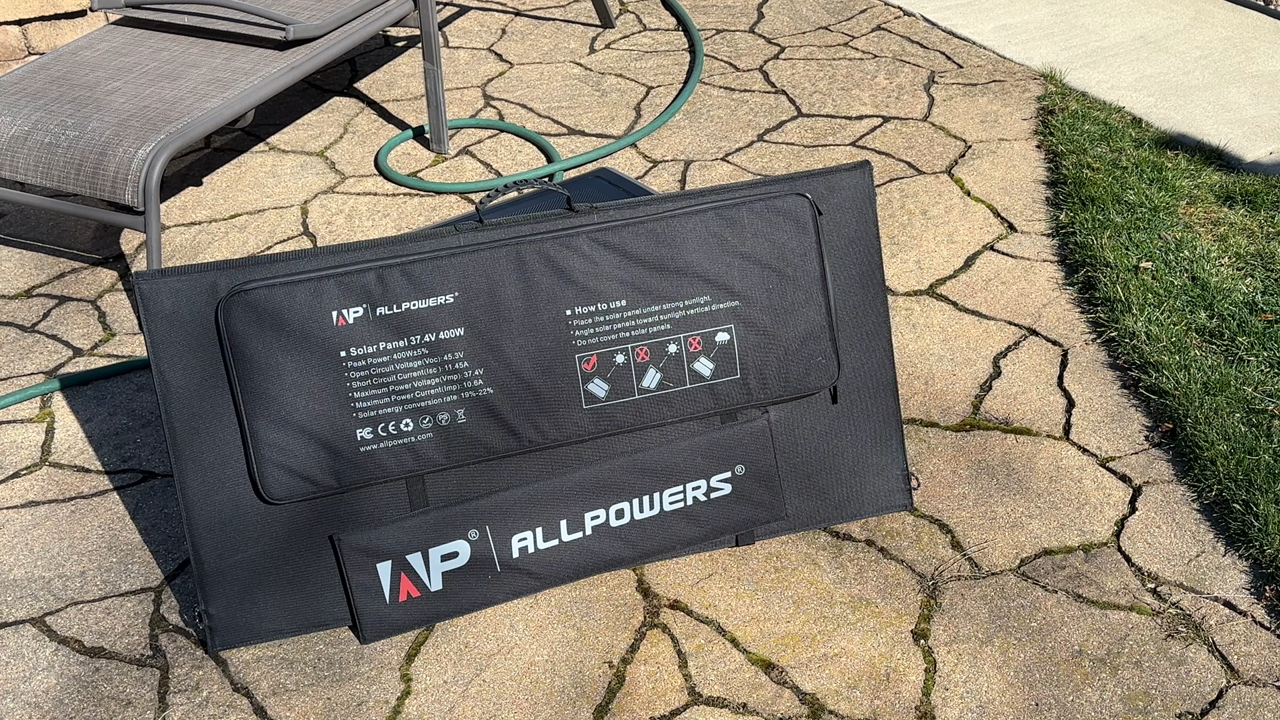 AP® | ALLPOWERS®
■ Solar Panel 37.4V 400W
* Peak Power: 400W±5%
* Open Circuit Voltage(Voc): 45.3V
* Short Circuit Current(Isc): 11.45A
* Maximum Power Voltage(Vmp): 37.4V
* Maximum Power Current(Imp): 10.6A
* Solar energy conversion rate: 19%-22%
FC CE
www.allpowers.com
■ How to use
* Place the solar panel under strong sunlight.
* Angle solar panels toward sunlight vertical direction.
* Do not cover the solar panels.
AP® | ALLPOWERS®